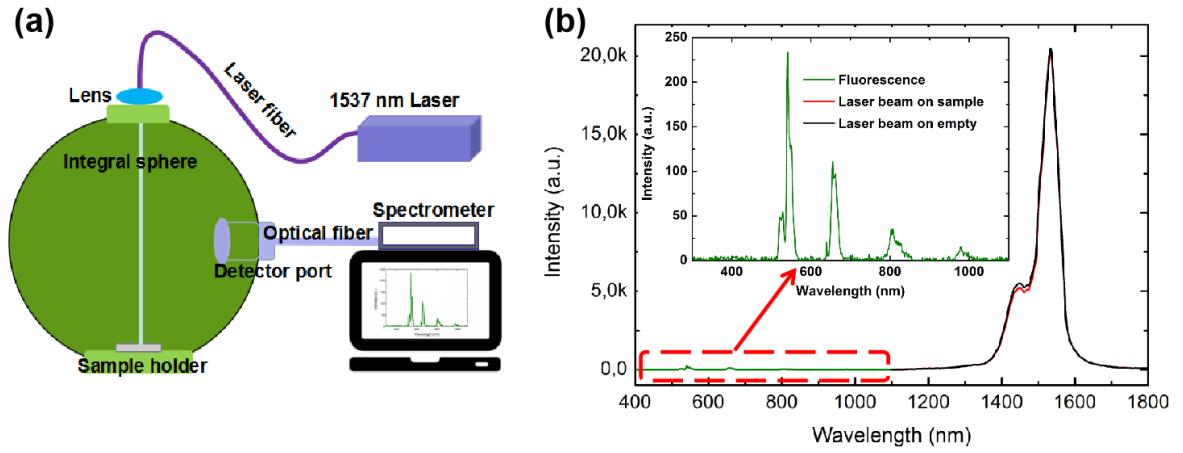 (a)
Lens
Laser fiber
1537 nm Laser
Integral sphere
Spectrometer
Optical fiber
Detector port
Sample holder
(b)
Intensity (a.u.)
20,0k
15,0k
10,0k
5,0k
0,0
400 600 800 1000 1200 1400 1600 1800
Wavelength (nm)
Intensity (a.u.)
250
200
150
100
50
0
400 600 800 1000
Wavelength (nm)
Fluorescence
Laser beam on sample
Laser beam on empty